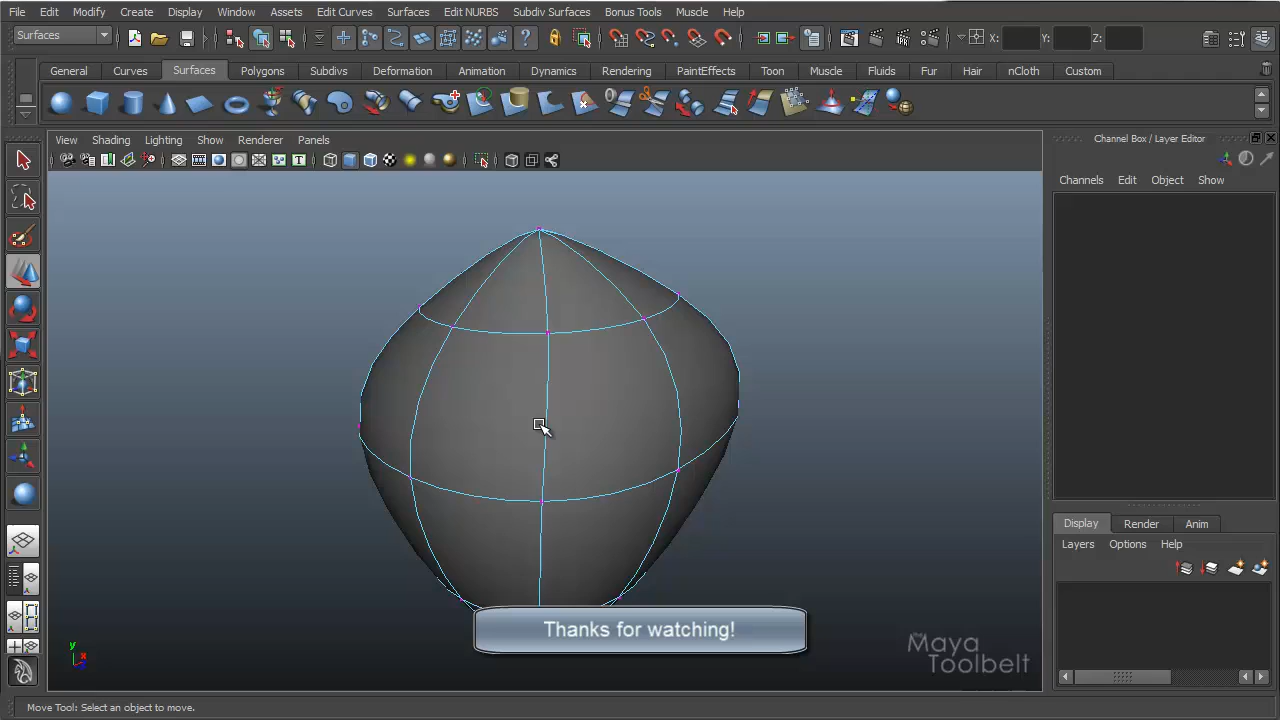 File Edit Modify Create Display Window Assets Edit Curves Surfaces Edit NURBS Subdiv Surfaces Bonus Tools Muscle Help
Surfaces X: Y: Z:
General Curves Surfaces Polygons Subdivs Deformation Animation Dynamics Rendering PaintEffects Toon Muscle Fluids Fur Hair nCloth Custom
View Shading Lighting Show Renderer Panels
Channel Box / Layer Editor
Channels Edit Object Show
Display Render Anim
Layers Options Help
Thanks for watching!
the Maya
Toolbelt
y
x
Move Tool: Select an object to move.